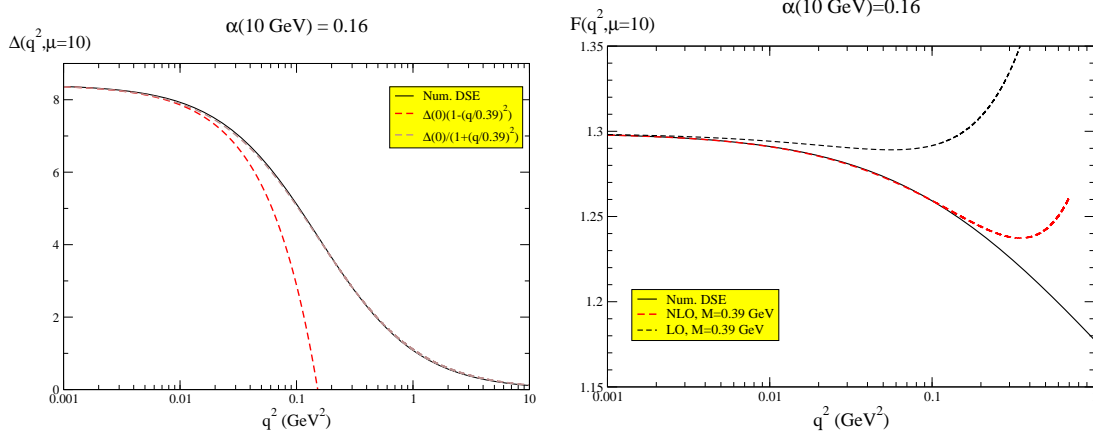 α(10 GeV) = 0.16
Δ(q²,μ=10)
8
6
4
2
0
0.001
0.01
0.1
1
10
q² (GeV²)
Num. DSE
Δ(0)(1-(q/0.39)²)
Δ(0)/(1+(q/0.39)²)
α(10 GeV)=0.16
F(q²,μ=10)
1.35
1.3
1.25
1.2
1.15
0.001
0.01
0.1
q² (GeV²)
Num. DSE
NLO, M=0.39 GeV
LO, M=0.39 GeV